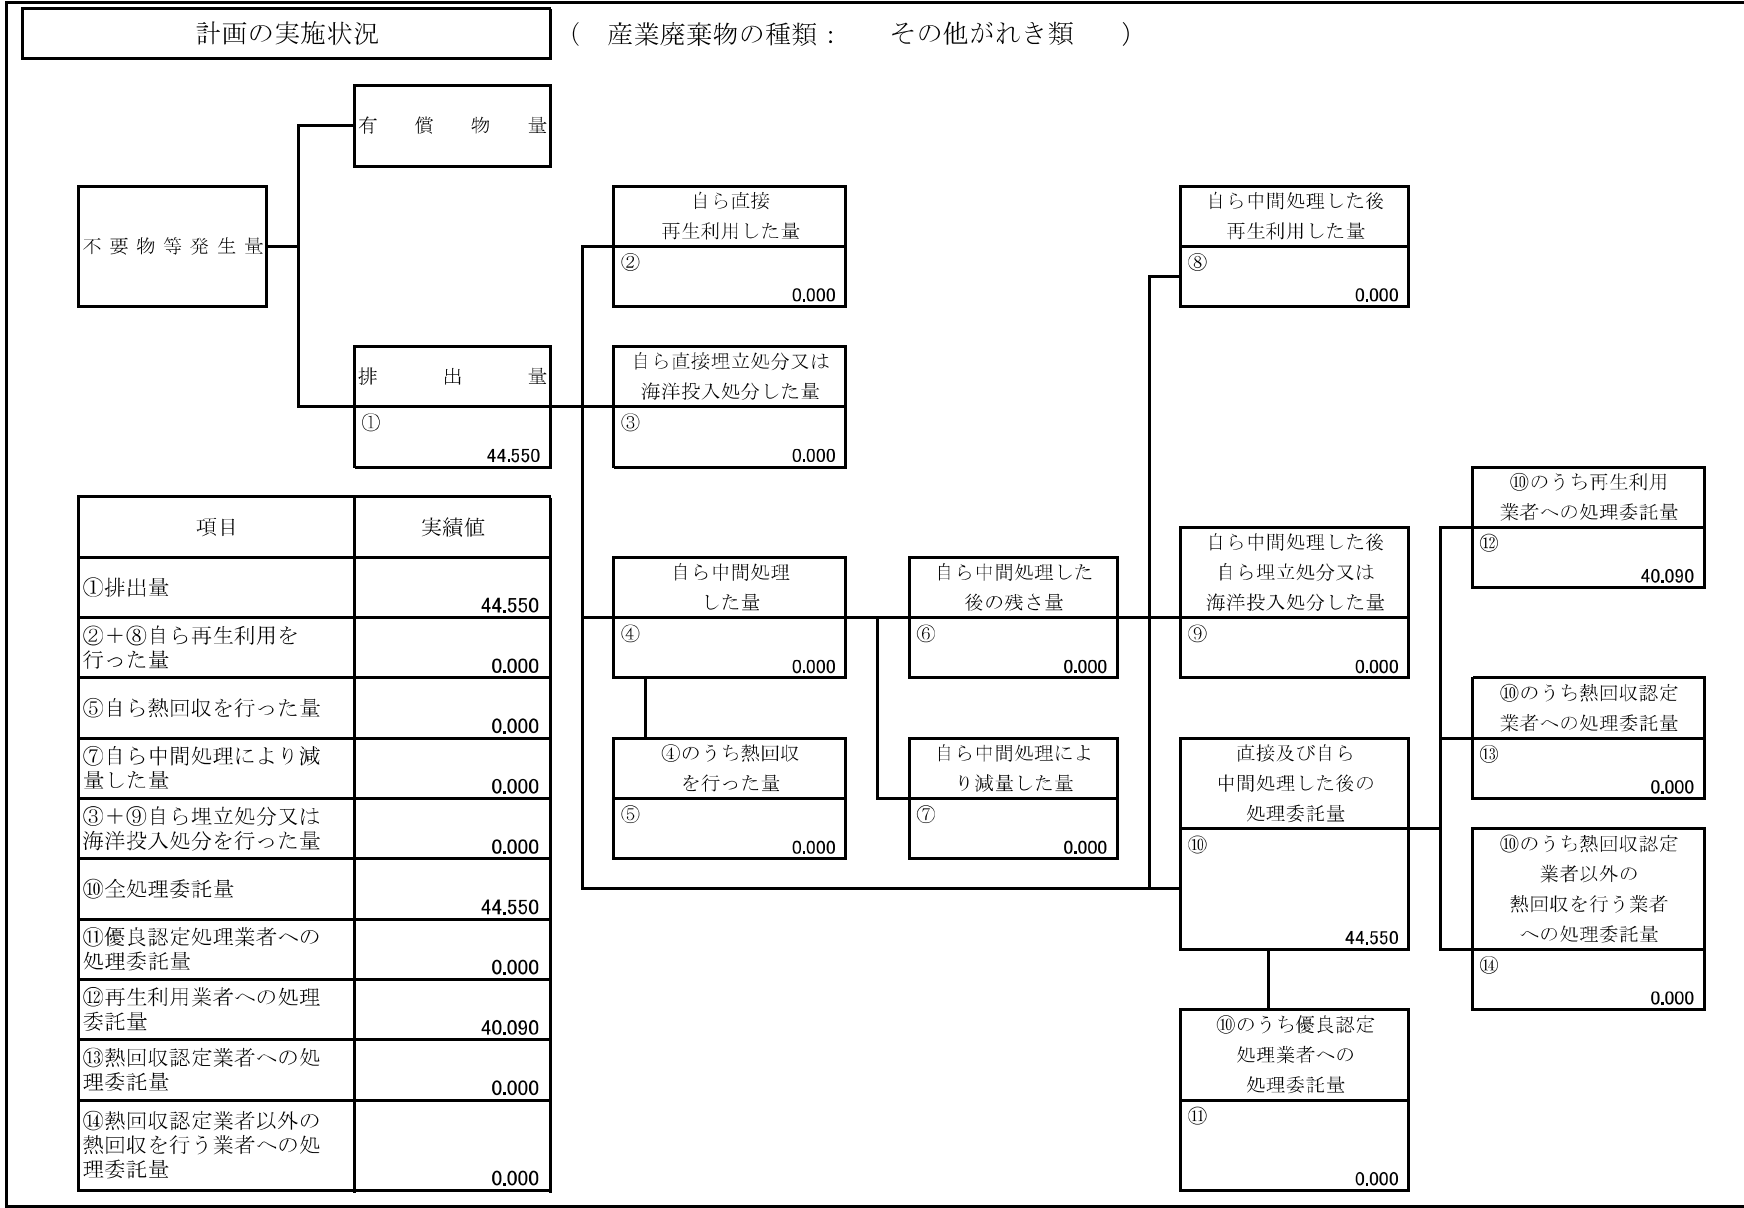 計画の実施状況
( 産業廃棄物の種類： その他がれき類 )
有償物量
不要物等発生量
排出量
①
44.550
自ら直接
再生利用した量
②
0.000
自ら直接埋立処分又は
海洋投入処分した量
③
0.000
自ら中間処理した後
再生利用した量
⑧
0.000
自ら中間処理
した量
④
0.000
④のうち熱回収
を行った量
⑤
0.000
自ら中間処理した
後の残さ量
⑥
0.000
自ら中間処理によ
り減量した量
⑦
0.000
自ら中間処理した後
自ら埋立処分又は
海洋投入処分した量
⑨
0.000
直接及び自ら
中間処理した後の
処理委託量
⑩
44.550
⑩のうち優良認定
処理業者への
処理委託量
⑪
0.000
⑩のうち再生利用
業者への処理委託量
⑫
40.090
⑩のうち熱回収認定
業者への処理委託量
⑬
0.000
⑩のうち熱回収認定
業者以外の
熱回収を行う業者
への処理委託量
⑭
0.000
項目 実績値
①排出量
44.550
②＋⑧自ら再生利用を
行った量
0.000
⑤自ら熱回収を行った量
0.000
⑦自ら中間処理により減
量した量
0.000
③＋⑨自ら埋立処分又は
海洋投入処分を行った量
0.000
⑩全処理委託量
44.550
⑪優良認定処理業者への
処理委託量
0.000
⑫再生利用業者への処理
委託量
40.090
⑬熱回収認定業者への処
理委託量
0.000
⑭熱回収認定業者以外の
熱回収を行う業者への処
理委託量
0.000